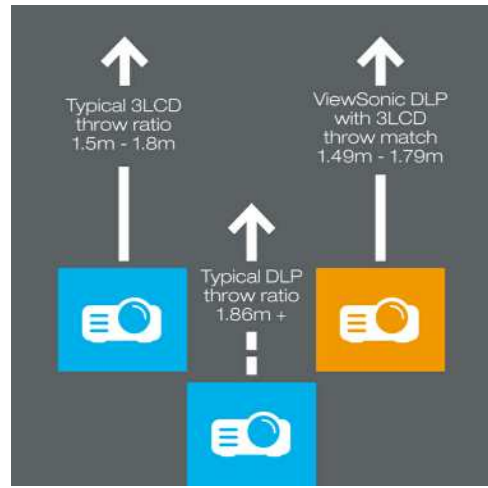 Typical 3LCD
throw ratio
1.5m - 1.8m
ViewSonic DLP
with 3LCD
throw match
1.49m - 1.79m
Typical DLP
throw ratio
1.86m +